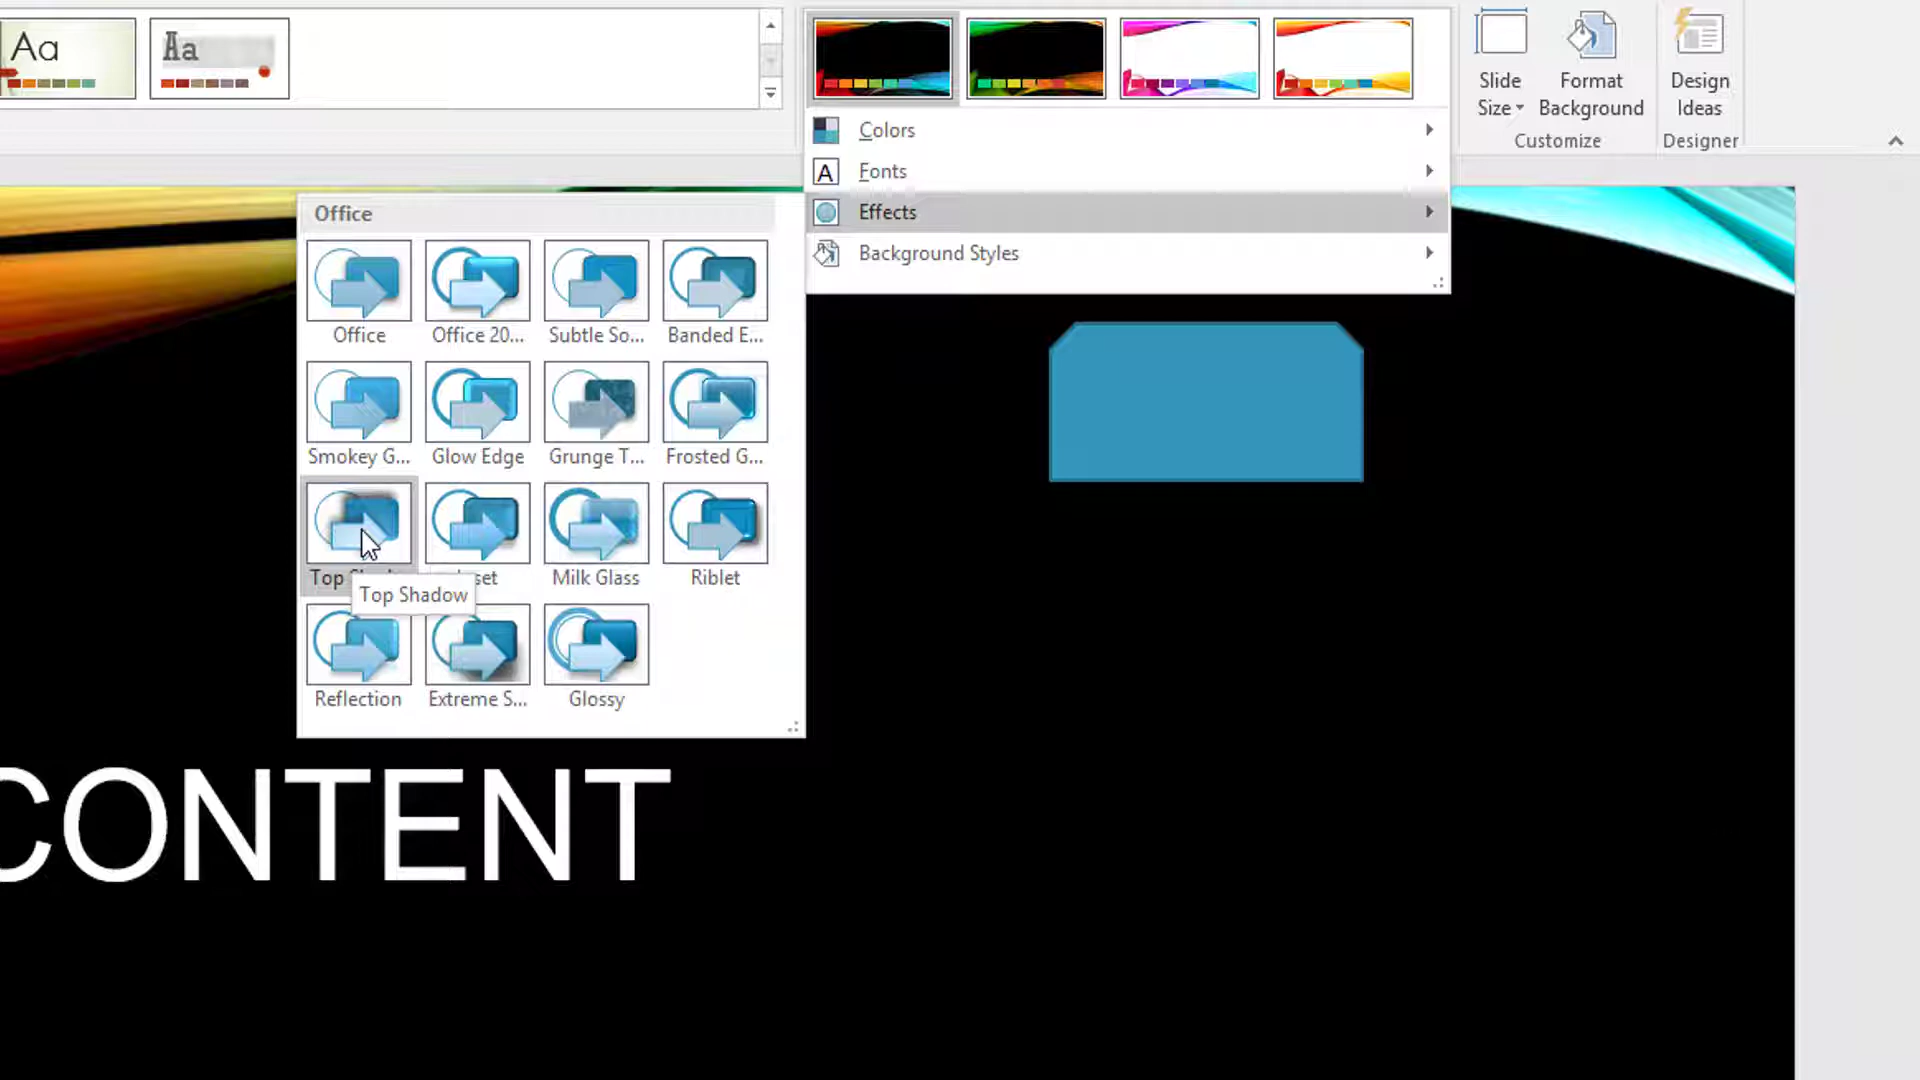 Aa
Aa
Slide
Size
Format
Background
Design
Ideas
Customize
Designer
Colors
Fonts
Effects
Background Styles
Office
Office
Office 20...
Subtle So...
Banded E...
Smokey G...
Glow Edge
Grunge T...
Frosted G...
Top
Milk Glass
Riblet
Top Shadow
Reflection
Extreme S...
Glossy
CONTENT